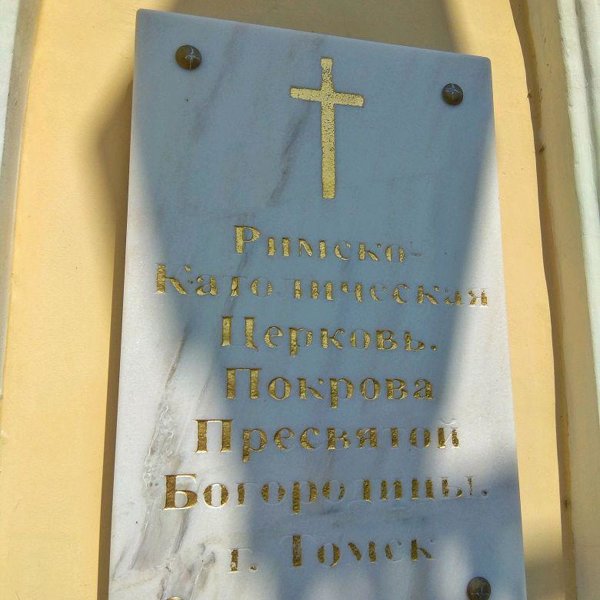 Римско-
Католическая
Церковь.
Покрова
Пресвятой
Богородицы.
г. Томск